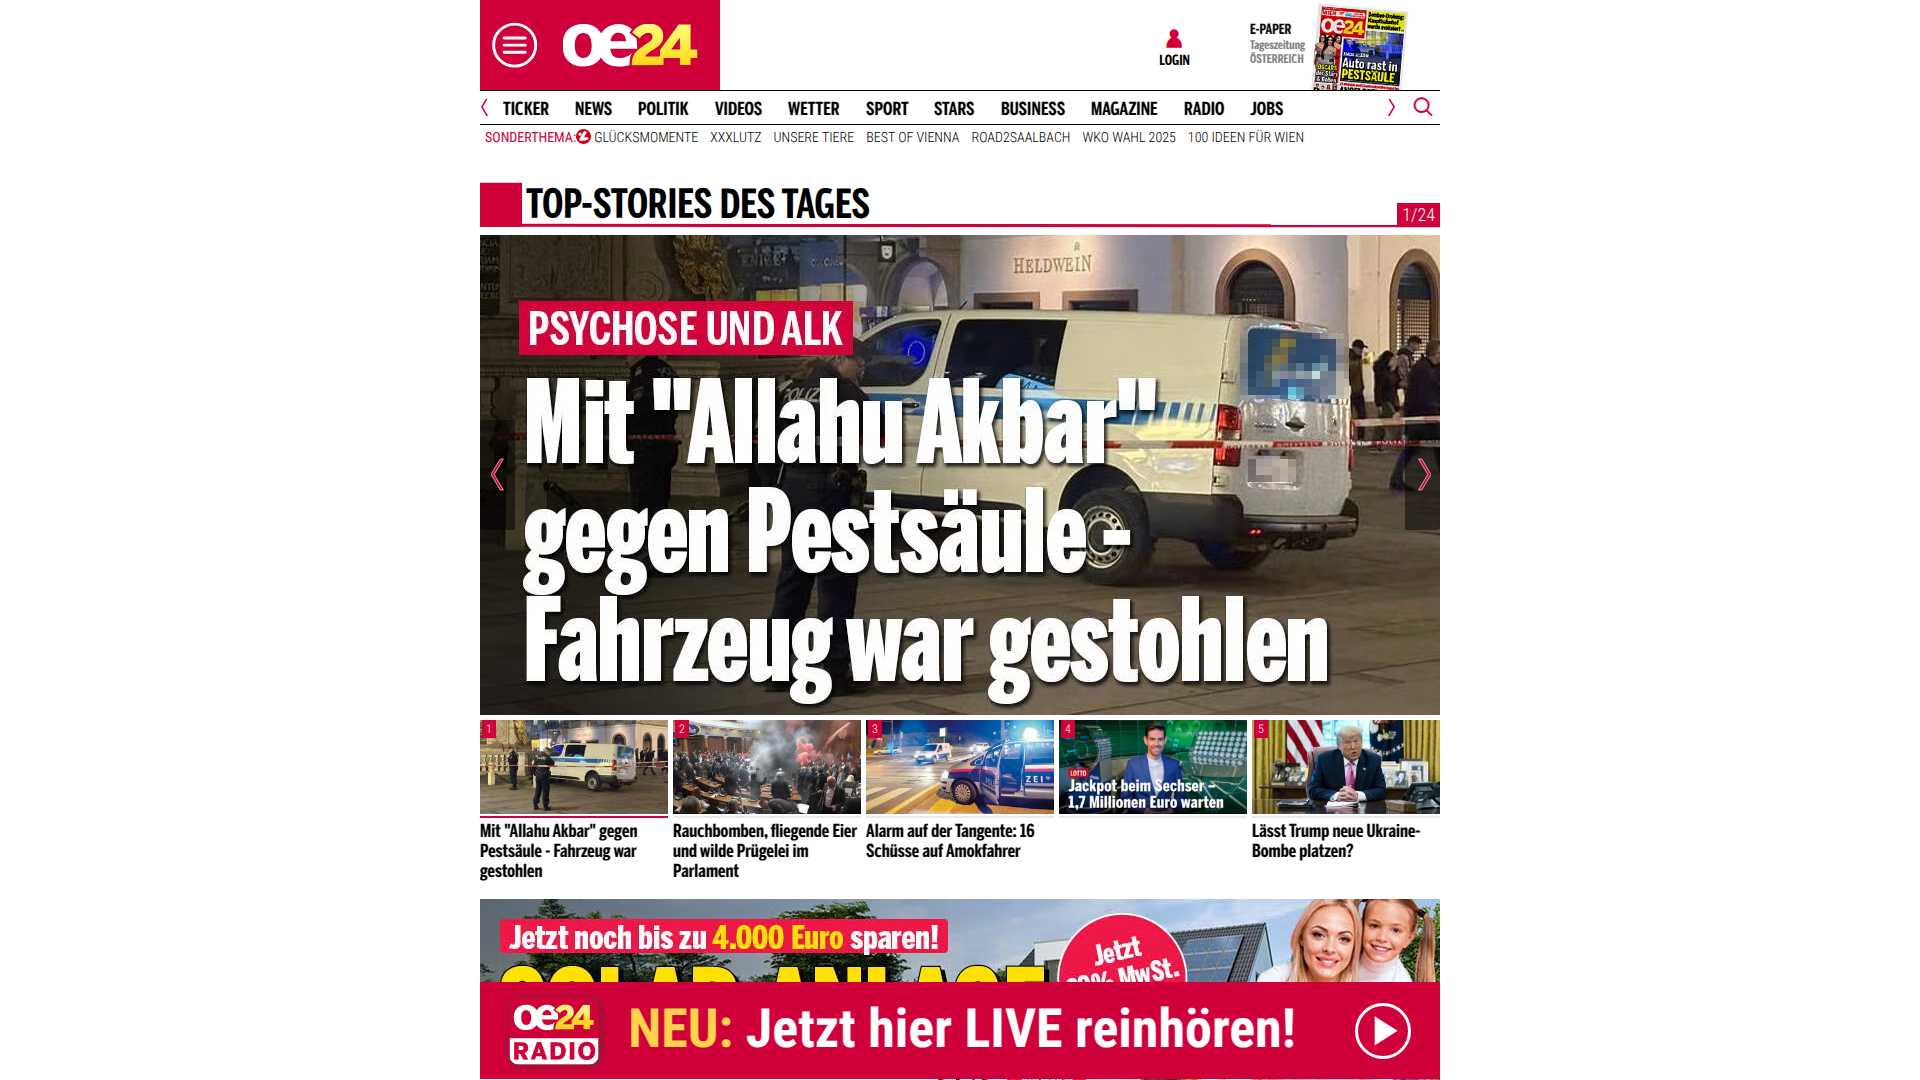 oe24
LOGIN
E-PAPER
Tageszeitung
ÖSTERREICH
oe24
Auto rast in
PESTSÄULE
TICKER NEWS POLITIK VIDEOS WETTER SPORT STARS BUSINESS MAGAZINE RADIO JOBS
SONDERTHEMA: GLÜCKSMOMENTE XXXLUTZ UNSERE TIERE BEST OF VIENNA ROAD2SAALBACH WKO WAHL 2025 100 IDEEN FÜR WIEN
TOP-STORIES DES TAGES
1/24
HELDWEIN
PSYCHOSE UND ALK
Mit "Allahu Akbar"
gegen Pestsäule -
Fahrzeug war gestohlen
1
2
3
4
5
LOTTO
Jackpot beim Sechser –
1,7 Millionen Euro warten
Mit "Allahu Akbar" gegen
Pestsäule - Fahrzeug war
gestohlen
Rauchbomben, fliegende Eier
und wilde Prügelei im
Parlament
Alarm auf der Tangente: 16
Schüsse auf Amokfahrer
Lässt Trump neue Ukraine-
Bombe platzen?
Jetzt noch bis zu 4.000 Euro sparen!
Jetzt
MwSt.
oe24
RADIO
NEU: Jetzt hier LIVE reinhören!